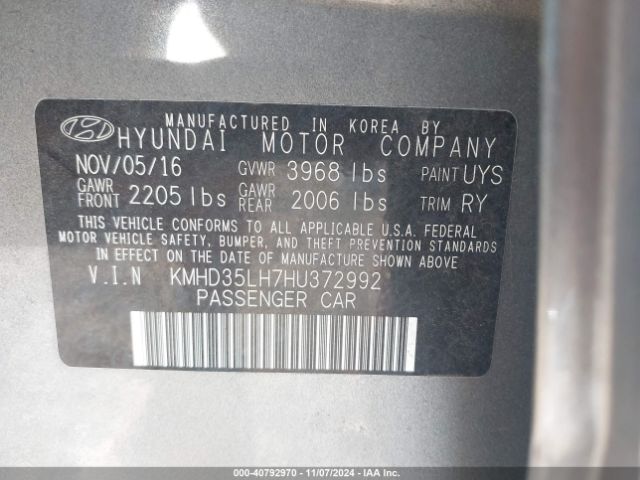 MANUFACTURED IN KOREA BY
HYUNDAI MOTOR COMPANY
NOV/05/16 GVWR 3968 lbs PAINT UYS
GAWR FRONT 2205 lbs GAWR REAR 2006 lbs TRIM RY
THIS VEHICLE CONFORMS TO ALL APPLICABLE U.S.A. FEDERAL
MOTOR VEHICLE SAFETY, BUMPER, AND THEFT PREVENTION STANDARDS
IN EFFECT ON THE DATE OF MANUFACTURE SHOWN ABOVE.
V.I.N KMHD35LH7HU372992
PASSENGER CAR
000-40792970 - 11/07/2024 - IAA Inc.